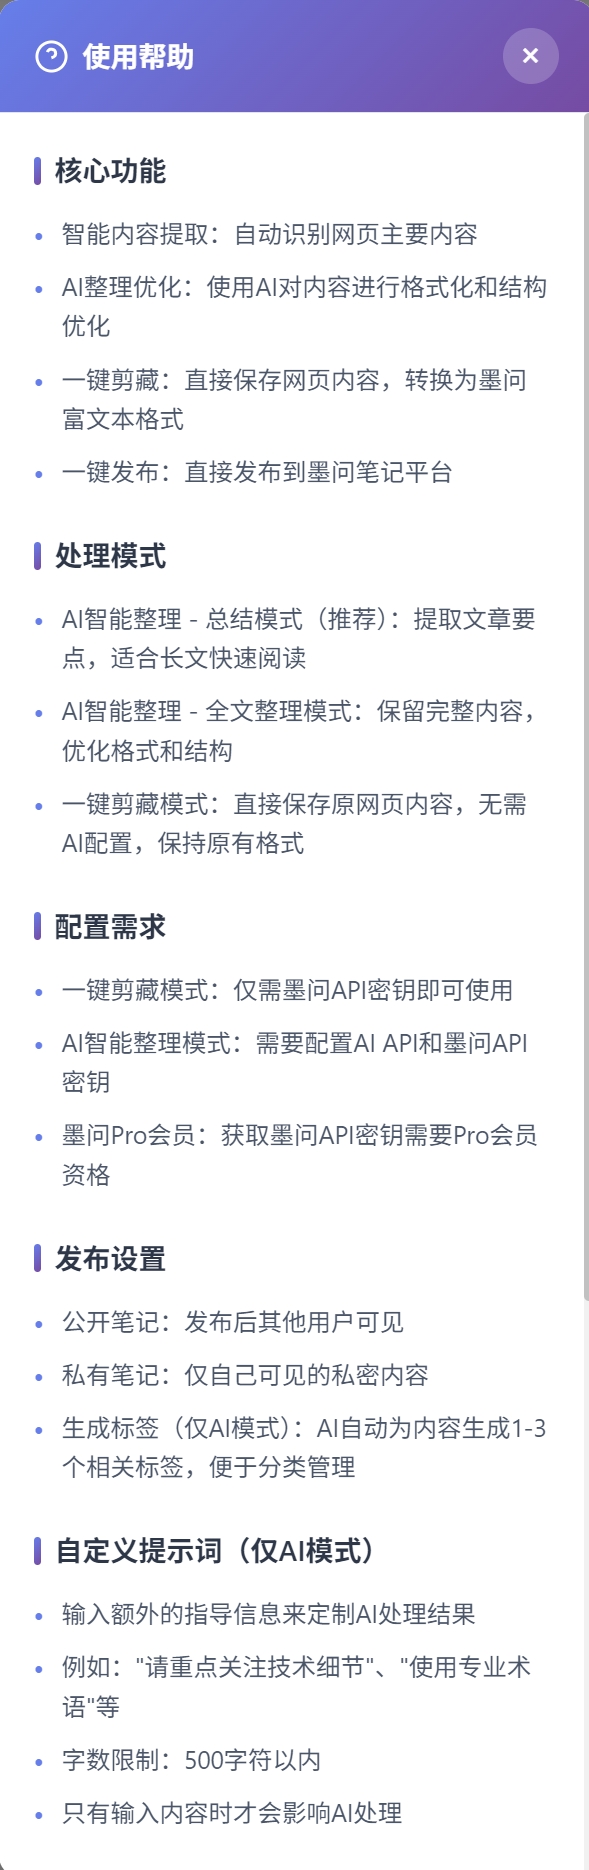 使用帮助
核心功能
智能内容提取：自动识别网页主要内容
AI整理优化：使用AI对内容进行格式化和结构
优化
一键剪藏：直接保存网页内容，转换为墨问
富文本格式
一键发布：直接发布到墨问笔记平台
处理模式
AI智能整理 - 总结模式（推荐）：提取文章要
点，适合长文快速阅读
AI智能整理 - 全文整理模式：保留完整内容，
优化格式和结构
一键剪藏模式：直接保存原网页内容，无需
AI配置，保持原有格式
配置需求
一键剪藏模式：仅需墨问API密钥即可使用
AI智能整理模式：需要配置AI API和墨问API
密钥
墨问Pro会员：获取墨问API密钥需要Pro会员
资格
发布设置
公开笔记：发布后其他用户可见
私有笔记：仅自己可见的私密内容
生成标签（仅AI模式）：AI自动为内容生成1-3
个相关标签，便于分类管理
自定义提示词（仅AI模式）
输入额外的指导信息来定制AI处理结果
例如："请重点关注技术细节"、"使用专业术
语"等
字数限制：500字符以内
只有输入内容时才会影响AI处理